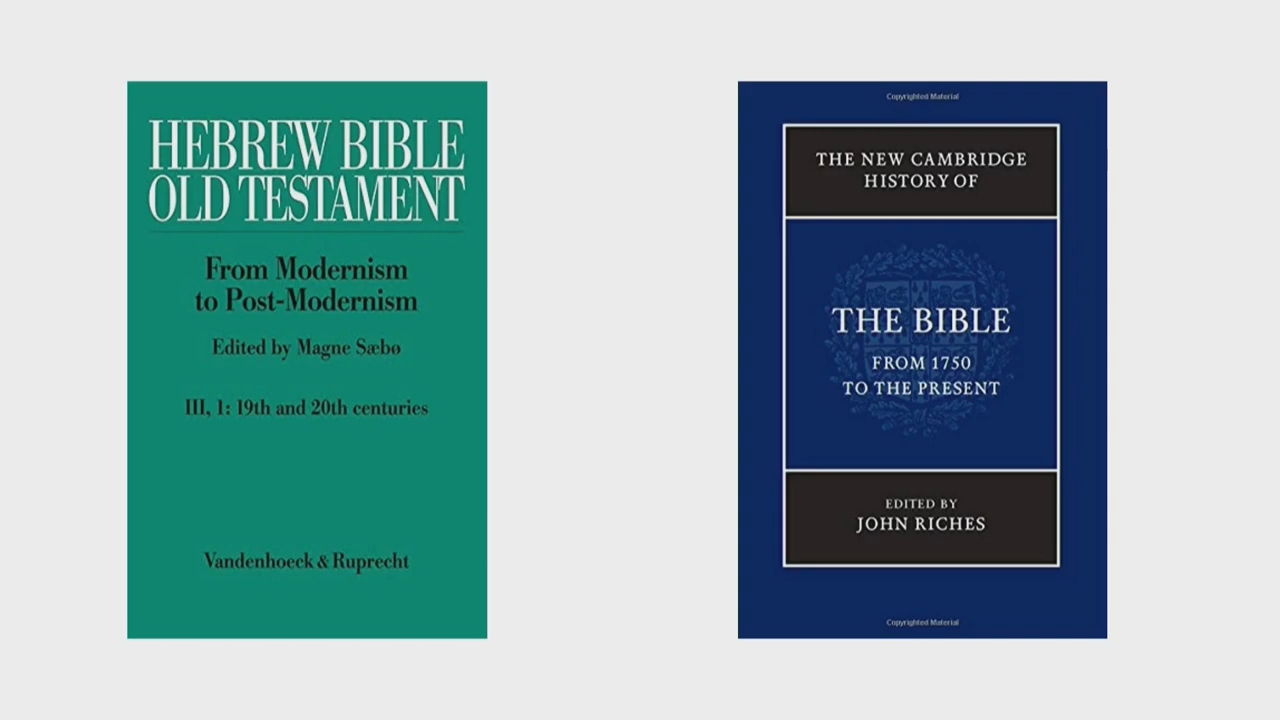 HEBREW BIBLE
OLD TESTAMENT
From Modernism
to Post-Modernism
Edited by Magne Sæbø
III, 1: 19th and 20th centuries
Vandenhoeck & Ruprecht
Copyrighted Material
THE NEW CAMBRIDGE
HISTORY OF
THE BIBLE
FROM 1750
TO THE PRESENT
EDITED BY
JOHN RICHES
Copyrighted Material